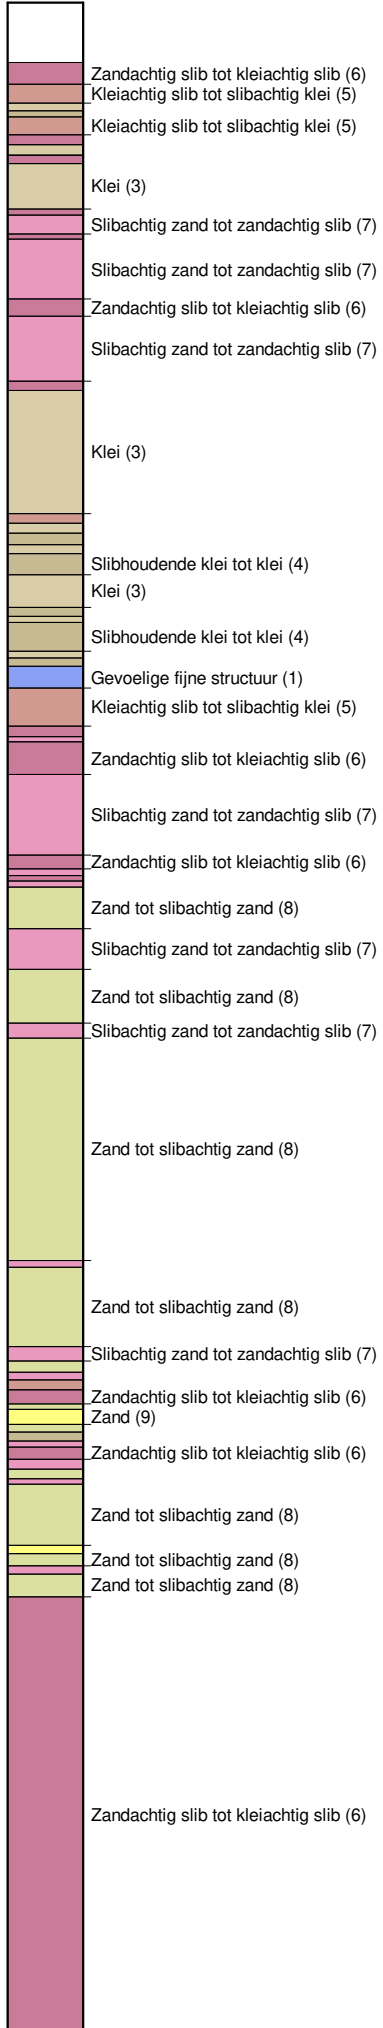 Zandachtig slib tot kleiachtig slib (6)
Kleiachtig slib tot slibachtig klei (5)
Kleiachtig slib tot slibachtig klei (5)
Klei (3)
Slibachtig zand tot zandachtig slib (7)
Slibachtig zand tot zandachtig slib (7)
Zandachtig slib tot kleiachtig slib (6)
Slibachtig zand tot zandachtig slib (7)
Klei (3)
Slibhoudende klei tot klei (4)
Klei (3)
Slibhoudende klei tot klei (4)
Gevoelige fijne structuur (1)
Kleiachtig slib tot slibachtig klei (5)
Zandachtig slib tot kleiachtig slib (6)
Slibachtig zand tot zandachtig slib (7)
Zandachtig slib tot kleiachtig slib (6)
Zand tot slibachtig zand (8)
Slibachtig zand tot zandachtig slib (7)
Zand tot slibachtig zand (8)
Slibachtig zand tot zandachtig slib (7)
Zand tot slibachtig zand (8)
Zand tot slibachtig zand (8)
Slibachtig zand tot zandachtig slib (7)
Zandachtig slib tot kleiachtig slib (6)
Zand (9)
Zandachtig slib tot kleiachtig slib (6)
Zand tot slibachtig zand (8)
Zand tot slibachtig zand (8)
Zand tot slibachtig zand (8)
Zandachtig slib tot kleiachtig slib (6)